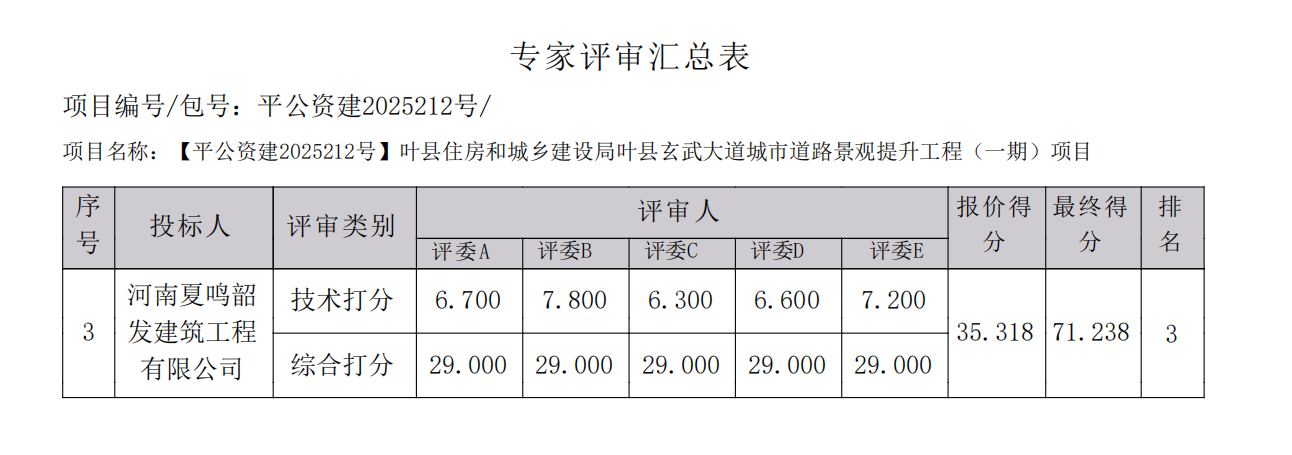 专家评审汇总表
项目编号/包号：平公资建2025212号/
项目名称：【平公资建2025212号】叶县住房和城乡建设局叶县玄武大道城市道路景观提升工程（一期）项目
序号 投标人 评审类别 评审人 报价得分 最终得分 排名
评委A 评委B 评委C 评委D 评委E
3 河南夏鸣韶发建筑工程有限公司 技术打分 6.700 7.800 6.300 6.600 7.200 35.318 71.238 3
综合打分 29.000 29.000 29.000 29.000 29.000